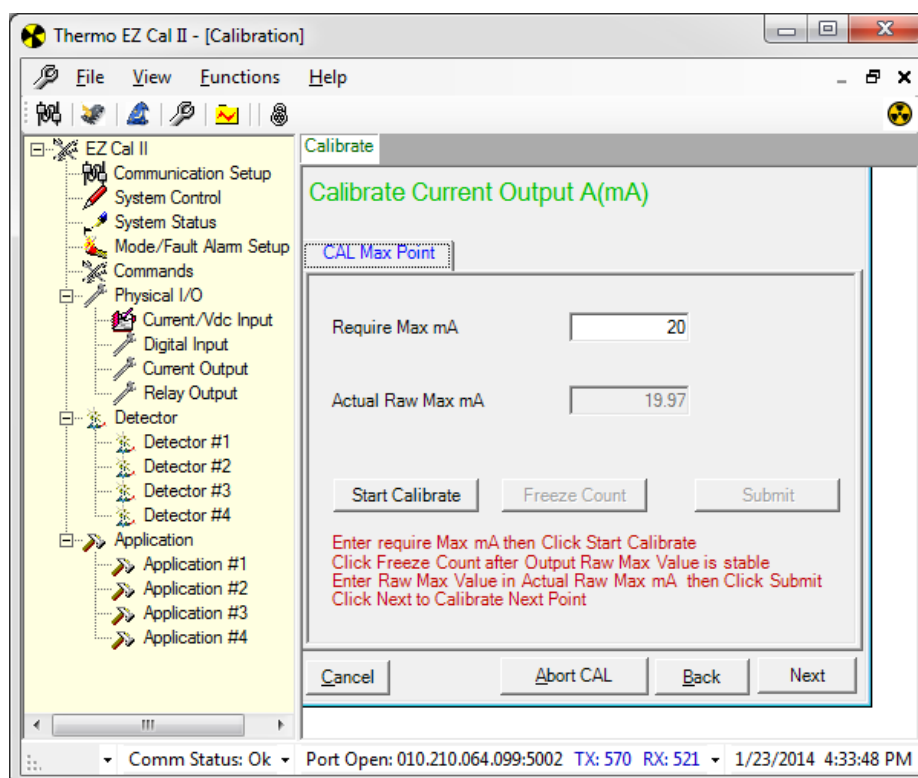 Thermo EZ Cal II - [Calibration]
File View Functions Help
EZ Cal II
Communication Setup
System Control
System Status
Mode/Fault Alarm Setup
Commands
Physical I/O
Current/Vdc Input
Digital Input
Current Output
Relay Output
Detector
Detector #1
Detector #2
Detector #3
Detector #4
Application
Application #1
Application #2
Application #3
Application #4
Calibrate
Calibrate Current Output A(mA)
CAL Max Point
Require Max mA 20
Actual Raw Max mA 19.97
Start Calibrate Freeze Count Submit
Enter require Max mA then Click Start Calibrate
Click Freeze Count after Output Raw Max Value is stable
Enter Raw Max Value in Actual Raw Max mA then Click Submit
Click Next to Calibrate Next Point
Cancel Abort CAL Back Next
Comm Status: Ok Port Open: 010.210.064.099:5002 TX: 570 RX: 521 1/23/2014 4:33:48 PM